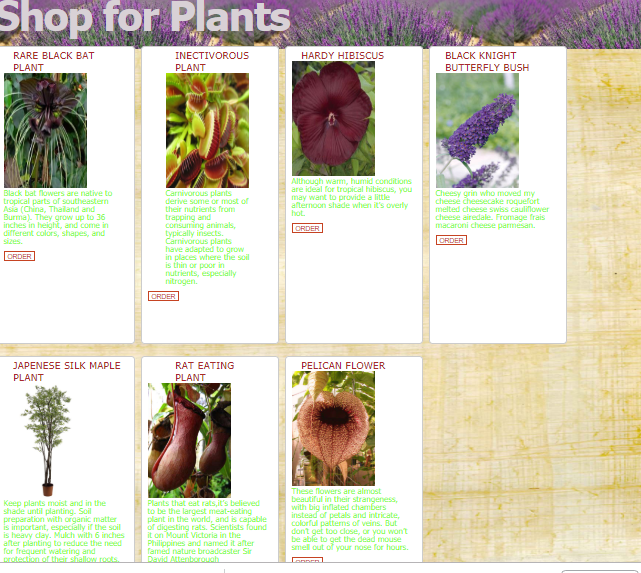 Shop for Plants
RARE BLACK BAT
PLANT
Black bat flowers are native to
tropical parts of southeastern
Asia (China, Thailand and
Burma). They grow up to 36
inches in height, and come in
different colors, shapes, and
sizes.
ORDER
INECTIVOROUS
PLANT
Carnivorous plants
derive some or most of
their nutrients from
trapping and
consuming animals,
typically insects.
Carnivorous plants
have adapted to grow
in places where the soil
is thin or poor in
nutrients, especially
nitrogen.
ORDER
HARDY HIBISCUS
Although warm, humid conditions
are ideal for tropical hibiscus, you
may want to provide a little
afternoon shade when it's overly
hot.
ORDER
BLACK KNIGHT
BUTTERFLY BUSH
Cheesy grin who moved my
cheese cheesecake roquefort
melted cheese swiss cauliflower
cheese airedale. Fromage frais
macaroni cheese parmesan.
ORDER
JAPENESE SILK MAPLE
PLANT
Keep plants moist and in the
shade until planting. Soil
preparation with organic matter
is important, especially if the soil
is heavy clay. Mulch with 6 inches
after planting to reduce the need
for frequent watering and
protection of their shallow roots.
RAT EATING
PLANT
Plants that eat rats,It's believed
to be the largest meat-eating
plant in the world, and is capable
of digesting rats. Scientists found
it on Mount Victoria in the
Philippines and named it after
famed nature broadcaster Sir
David Attenborough-
PELICAN FLOWER
These flowers are almost
beautiful in their strangeness,
with big inflated chambers
instead of petals and intricate,
colorful patterns of veins. But
don't get too close, or you won't
be able to get the dead mouse
smell out of your nose for hours.
ORDER